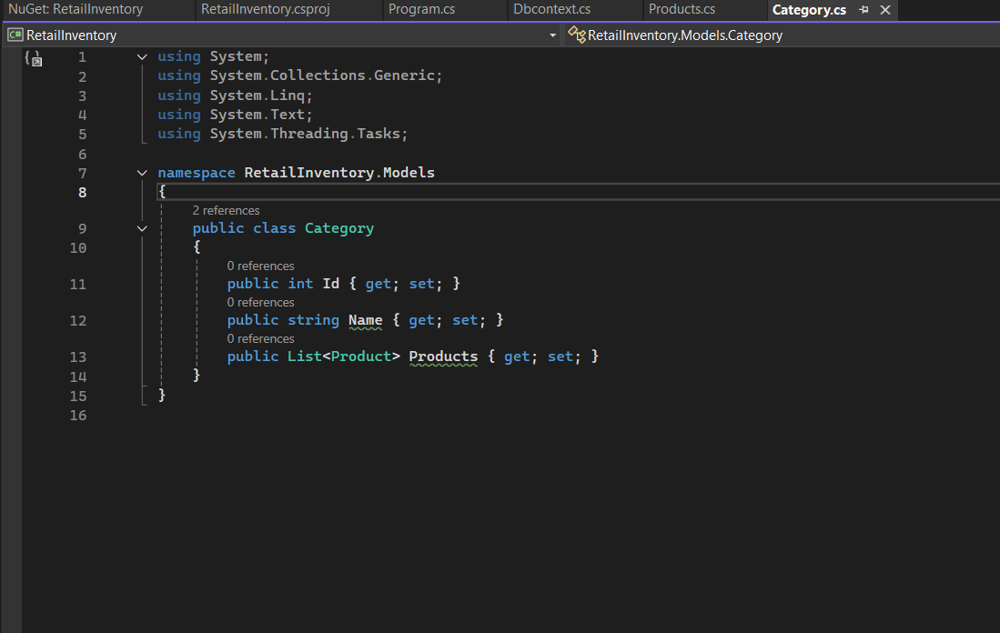 NuGet: RetailInventory RetailInventory.csproj Program.cs Dbcontext.cs Products.cs Category.cs
C# RetailInventory RetailInventory.Models.Category
1 using System;
2 using System.Collections.Generic;
3 using System.Linq;
4 using System.Text;
5 using System.Threading.Tasks;
6
7 namespace RetailInventory.Models
8 {
2 references
9 public class Category
10 {
0 references
11 public int Id { get; set; }
0 references
12 public string Name { get; set; }
0 references
13 public List<Product> Products { get; set; }
14 }
15 }
16